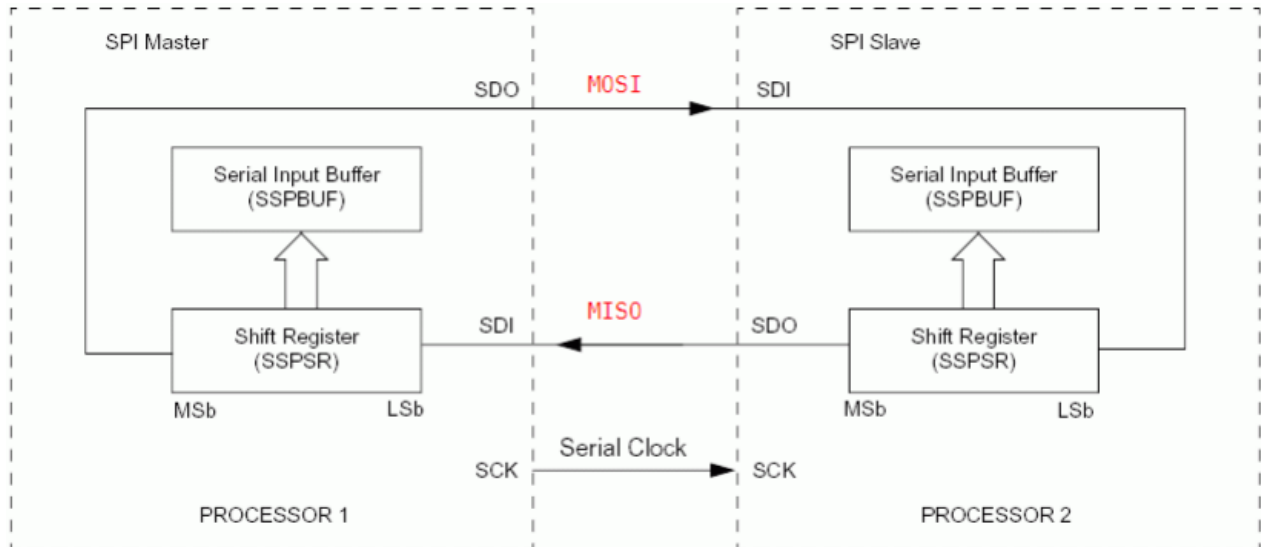 SPI Master
SPI Slave
SDO
MOSI
SDI
Serial Input Buffer
(SSPBUF)
Serial Input Buffer
(SSPBUF)
SDI
MISO
SDO
Shift Register
(SSPSR)
Shift Register
(SSPSR)
MSb
LSb
MSb
LSb
SCK
Serial Clock
SCK
PROCESSOR 1
PROCESSOR 2